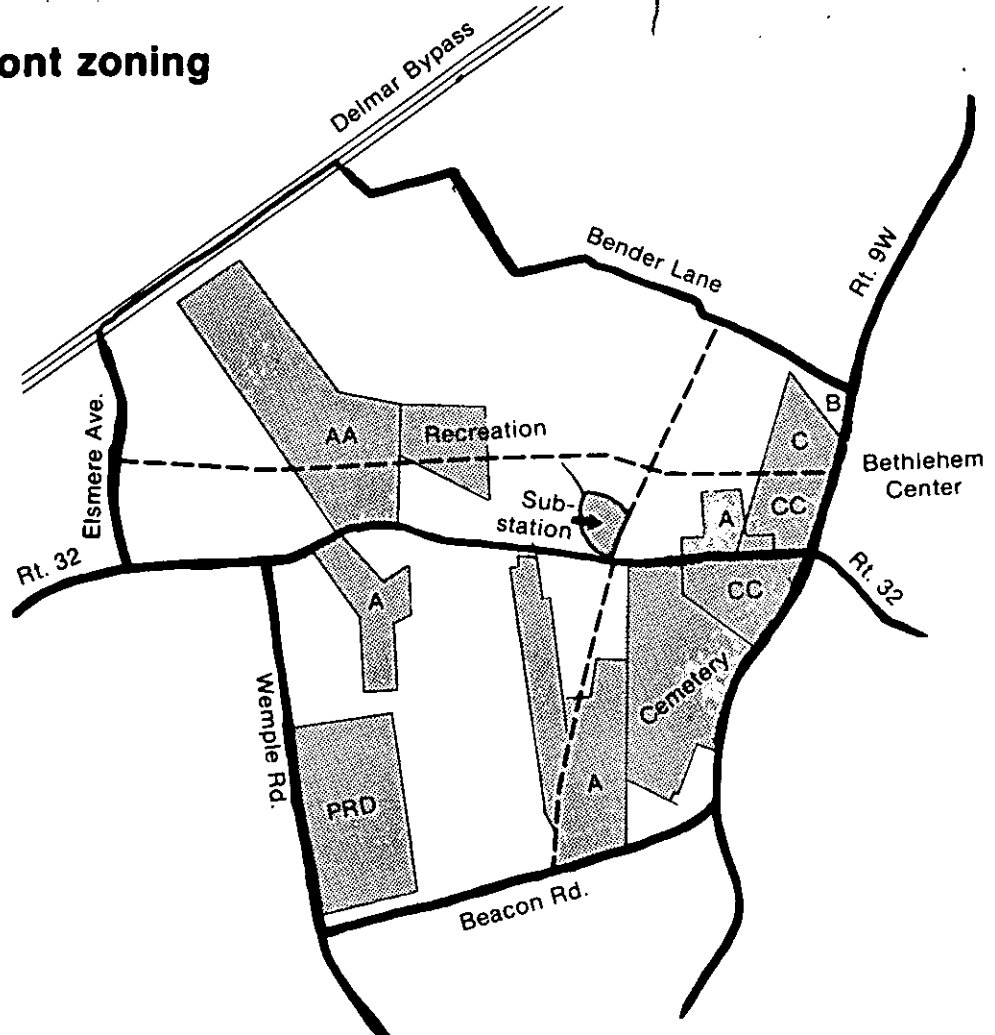 ont zoning
Delmar Bypass
Bender Lane
Rt. 9W
B
C
Elsmere Ave.
AA
Recreation
Bethlehem
Center
Sub-
station
A
CC
Rt. 32
A
CC
Rt. 32
Wemple Rd.
Cemetery
A
PRD
Beacon Rd.